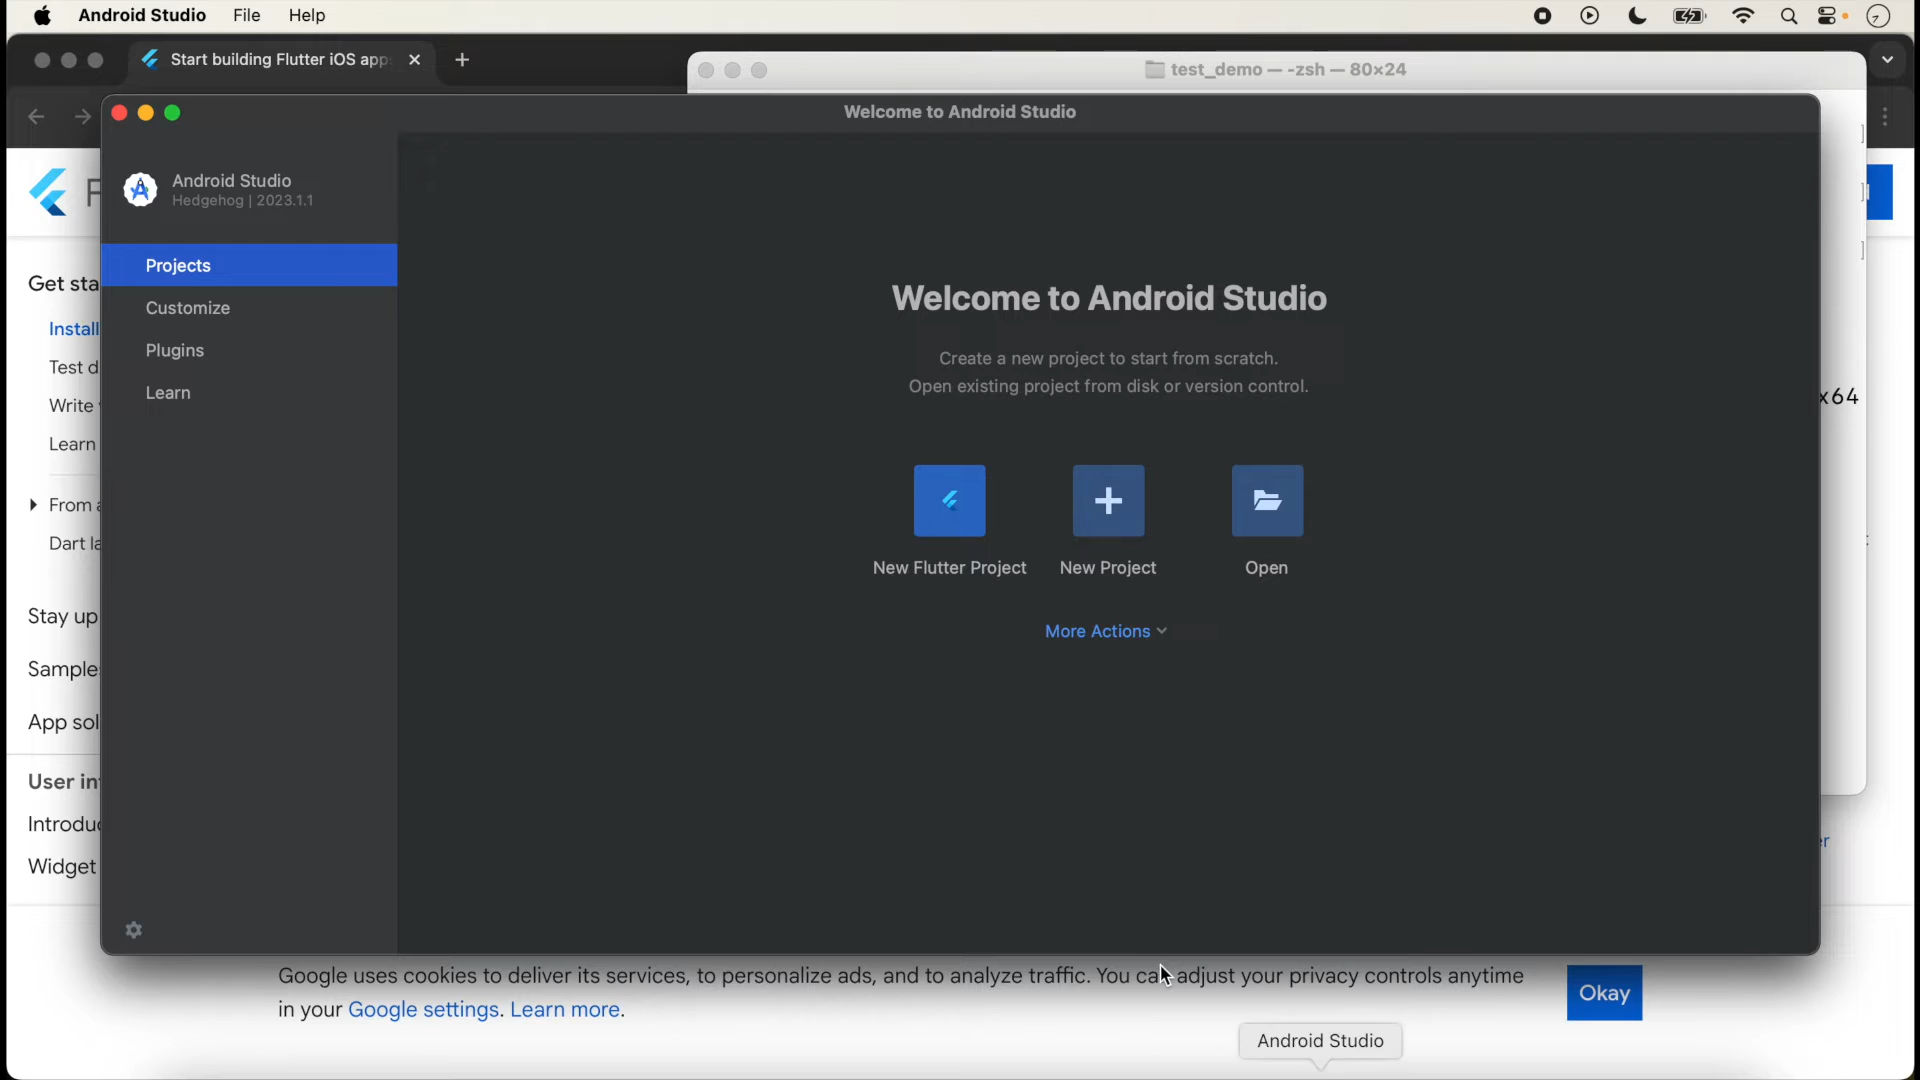 Android Studio File Help
Start building Flutter iOS app
test_demo — -zsh — 80×24
Welcome to Android Studio
Android Studio
Hedgehog | 2023.1.1
Projects
Customize
Plugins
Learn
Welcome to Android Studio
Create a new project to start from scratch.
Open existing project from disk or version control.
New Flutter Project
New Project
Open
More Actions
Get sta
Install
Test d
Write
Learn
From a
Dart la
Stay up
Sample
App sol
User in
Introdu
Widget
x64
Google uses cookies to deliver its services, to personalize ads, and to analyze traffic. You can adjust your privacy controls anytime
in your Google settings. Learn more.
Okay
Android Studio